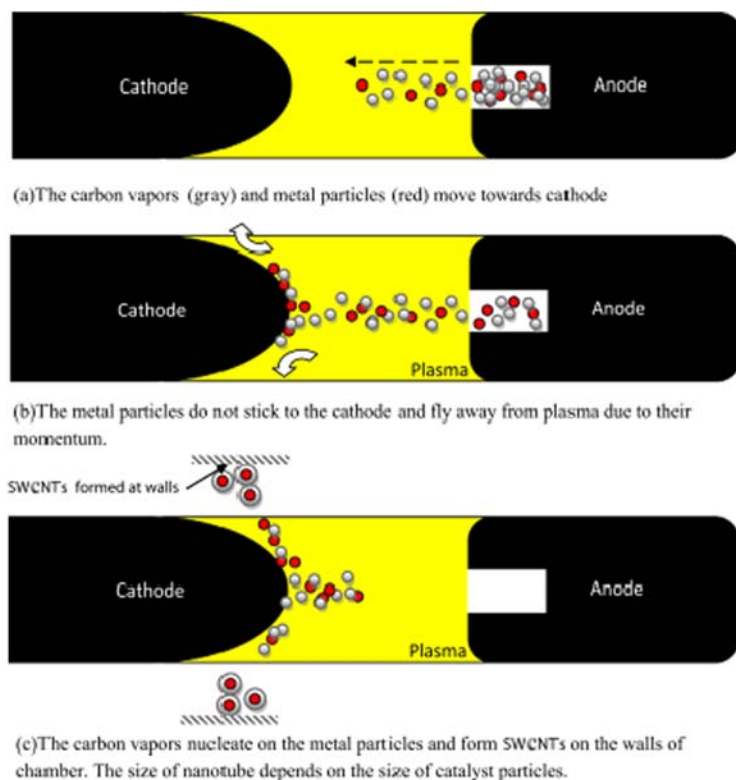 Cathode
Anode
(a)The carbon vapors (gray) and metal particles (red) move towards cathode
Cathode
Anode
Plasma
(b)The metal particles do not stick to the cathode and fly away from plasma due to their
momentum.
SWCNTs formed at walls
Cathode
Anode
Plasma
(c)The carbon vapors nucleate on the metal particles and form SWCNTs on the walls of
chamber. The size of nanotube depends on the size of catalyst particles.